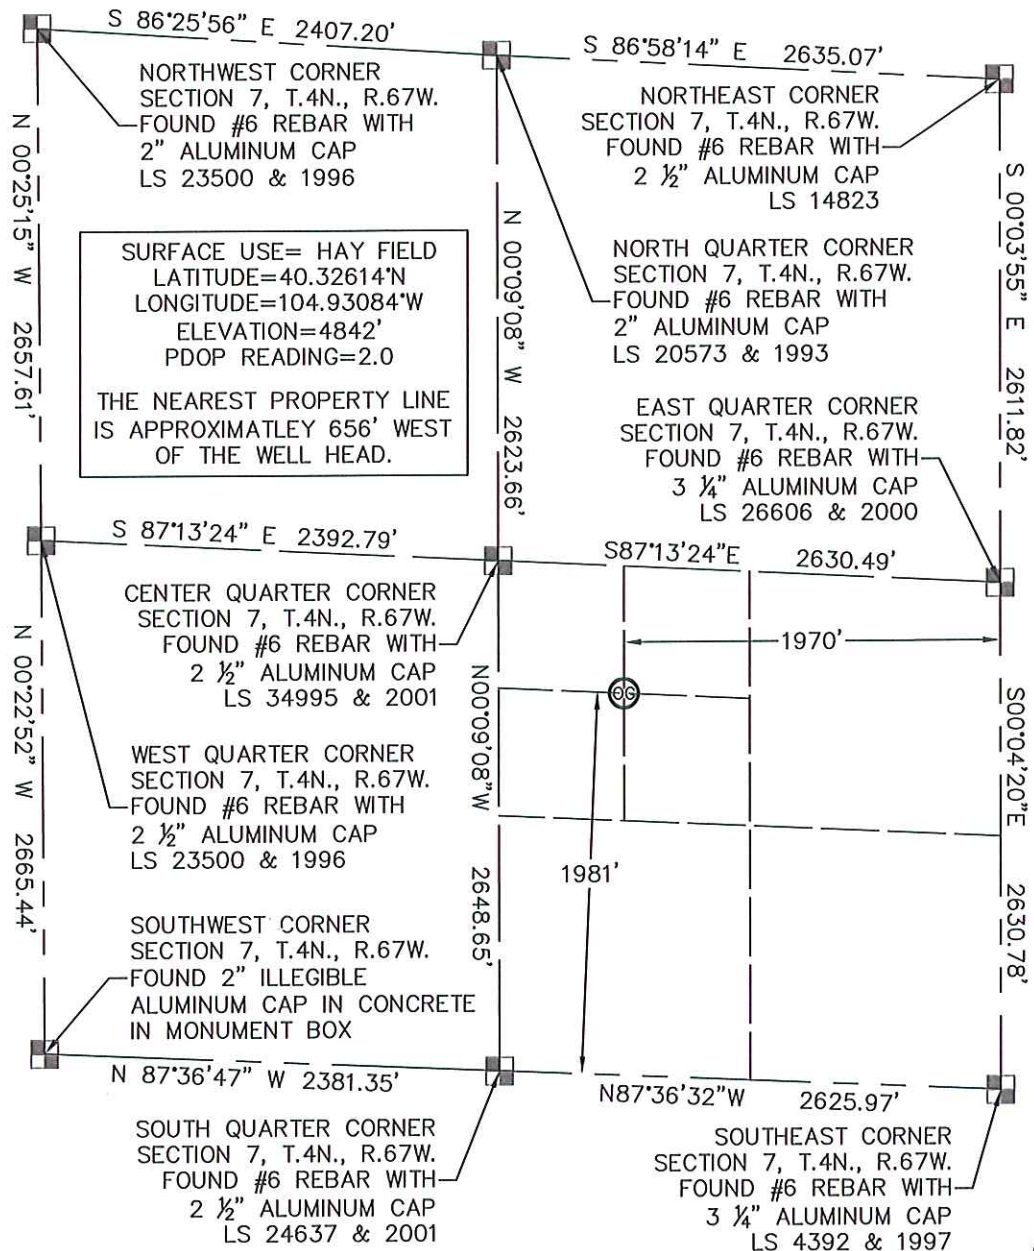 S 86°25'56" E 2407.20'
S 86°58'14" E 2635.07'
NORTHWEST CORNER
SECTION 7, T.4N., R.67W.
FOUND #6 REBAR WITH
2" ALUMINUM CAP
LS 23500 & 1996
NORTHEAST CORNER
SECTION 7, T.4N., R.67W.
FOUND #6 REBAR WITH
2 ½" ALUMINUM CAP
LS 14823
N 00°25'15" W 2657.61'
SURFACE USE= HAY FIELD
LATITUDE=40.32614°N
LONGITUDE=104.93084°W
ELEVATION=4842'
PDOP READING=2.0
THE NEAREST PROPERTY LINE
IS APPROXIMATLEY 656' WEST
OF THE WELL HEAD.
N 00°09'08" W 2623.66'
NORTH QUARTER CORNER
SECTION 7, T.4N., R.67W.
FOUND #6 REBAR WITH
2" ALUMINUM CAP
LS 20573 & 1993
S 00°03'55" E 2611.82'
EAST QUARTER CORNER
SECTION 7, T.4N., R.67W.
FOUND #6 REBAR WITH
3 ¼" ALUMINUM CAP
LS 26606 & 2000
S 87°13'24" E 2392.79'
S87°13'24"E 2630.49'
CENTER QUARTER CORNER
SECTION 7, T.4N., R.67W.
FOUND #6 REBAR WITH
2 ½" ALUMINUM CAP
LS 34995 & 2001
1970'
OG
N 00°22'52" W 2665.44'
WEST QUARTER CORNER
SECTION 7, T.4N., R.67W.
FOUND #6 REBAR WITH
2 ½" ALUMINUM CAP
LS 23500 & 1996
N00°09'08"W 2648.65'
1981'
S00°04'20"E 2630.78'
SOUTHWEST CORNER
SECTION 7, T.4N., R.67W.
FOUND 2" ILLEGIBLE
ALUMINUM CAP IN CONCRETE
IN MONUMENT BOX
N 87°36'47" W 2381.35'
N87°36'32"W 2625.97'
SOUTH QUARTER CORNER
SECTION 7, T.4N., R.67W.
FOUND #6 REBAR WITH
2 ½" ALUMINUM CAP
LS 24637 & 2001
SOUTHEAST CORNER
SECTION 7, T.4N., R.67W.
FOUND #6 REBAR WITH
3 ¼" ALUMINUM CAP
LS 4392 & 1997